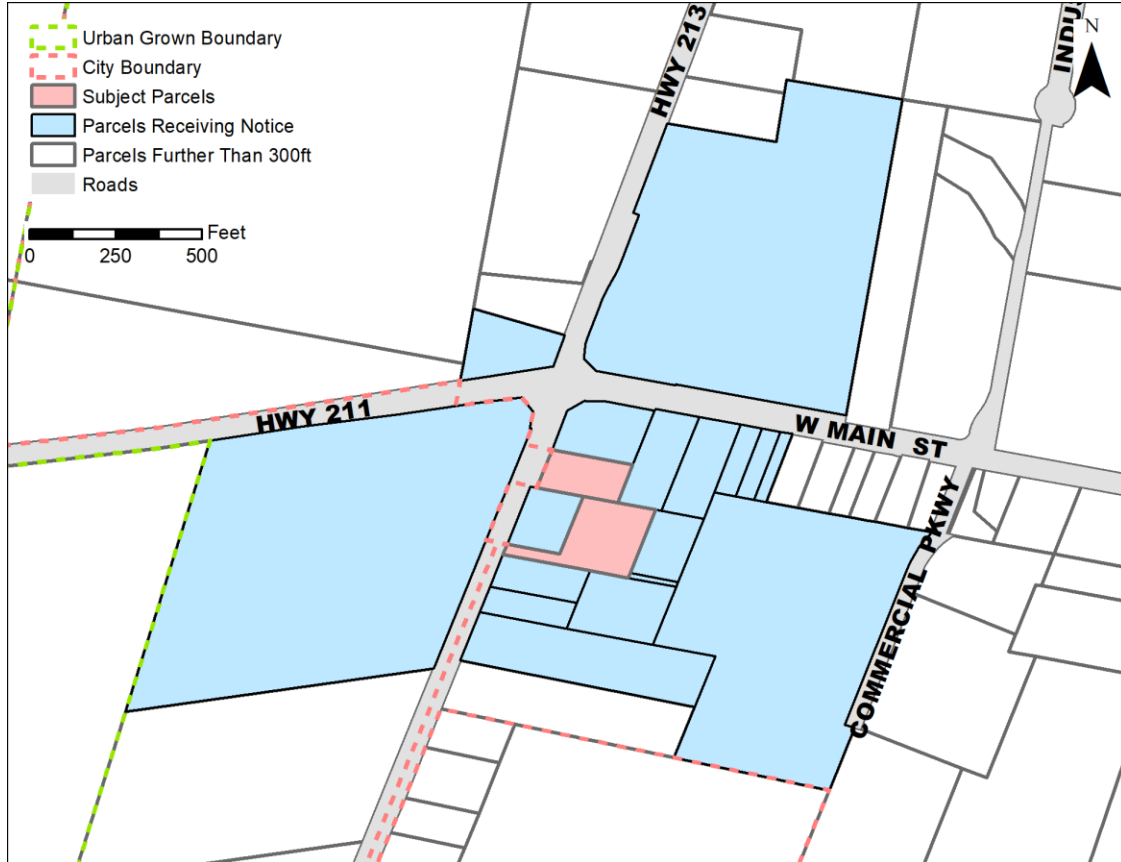 Urban Grown Boundary
City Boundary
Subject Parcels
Parcels Receiving Notice
Parcels Further Than 300ft
Roads
Feet
0 250 500
HWY 213
INDUS
N
HWY 211
W MAIN ST
COMMERCIAL PKWY